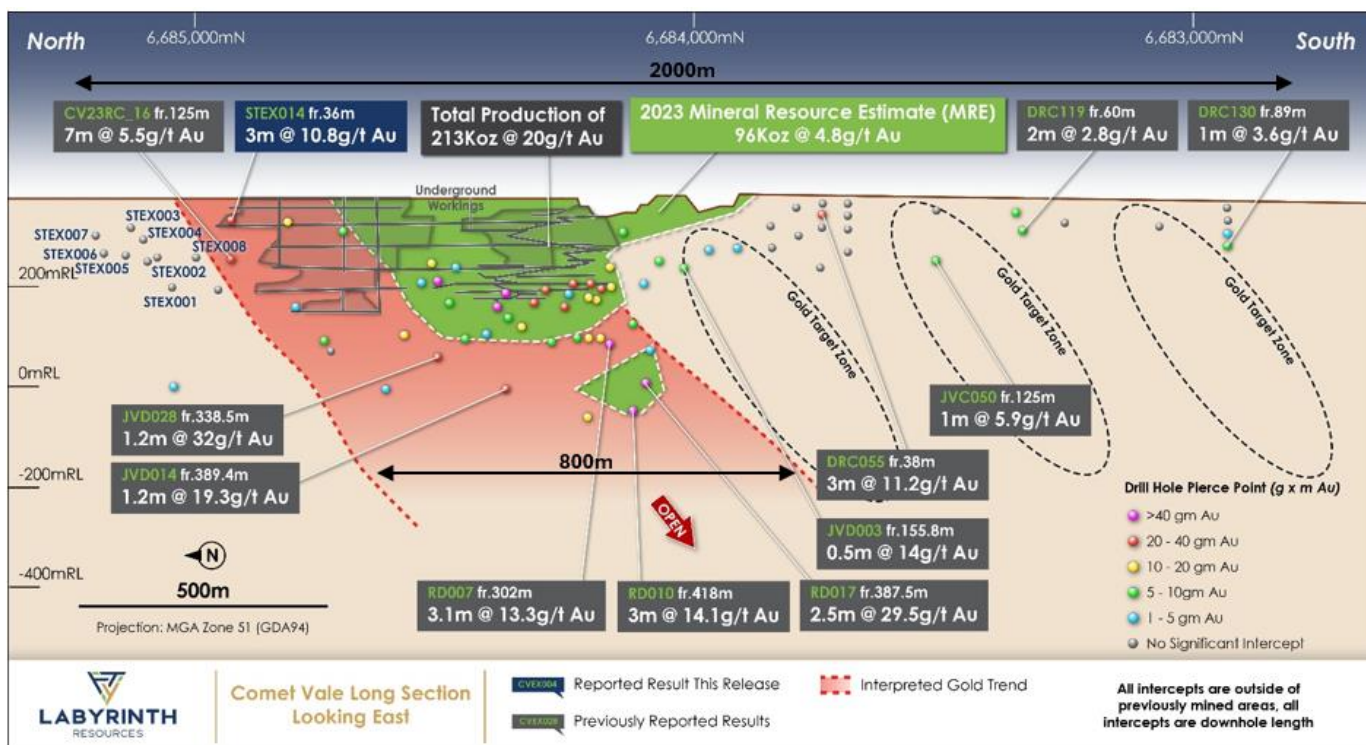 North
6,685,000mN
6,684,000mN
6,683,000mN
South
2000m
CV23RC_16 fr.125m
7m @ 5.5g/t Au
STEX014 fr.36m
3m @ 10.8g/t Au
Total Production of
213Koz @ 20g/t Au
2023 Mineral Resource Estimate (MRE)
96Koz @ 4.8g/t Au
DRC119 fr.60m
2m @ 2.8g/t Au
DRC130 fr.89m
1m @ 3.6g/t Au
Underground
Workings
STEX003
STEX007
STEX004
STEX006
STEX008
STEX005
STEX002
STEX001
200mRL
0mRL
-200mRL
-400mRL
Gold Target Zone
Gold Target Zone
Gold Target Zone
JVD028 fr.338.5m
1.2m @ 32g/t Au
JVD014 fr.389.4m
1.2m @ 19.3g/t Au
JVC050 fr.125m
1m @ 5.9g/t Au
800m
DRC055 fr.38m
3m @ 11.2g/t Au
JVD003 fr.155.8m
0.5m @ 14g/t Au
OPEN
RD007 fr.302m
3.1m @ 13.3g/t Au
RD010 fr.418m
3m @ 14.1g/t Au
RD017 fr.387.5m
2.5m @ 29.5g/t Au
N
500m
Projection: MGA Zone 51 (GDA94)
Drill Hole Pierce Point (g x m Au)
>40 gm Au
20 - 40 gm Au
10 - 20 gm Au
5 - 10gm Au
1 - 5 gm Au
No Significant Intercept
LABYRINTH
RESOURCES
Comet Vale Long Section
Looking East
CVEX004
Reported Result This Release
CVEX028
Previously Reported Results
Interpreted Gold Trend
All intercepts are outside of
previously mined areas, all
intercepts are downhole length